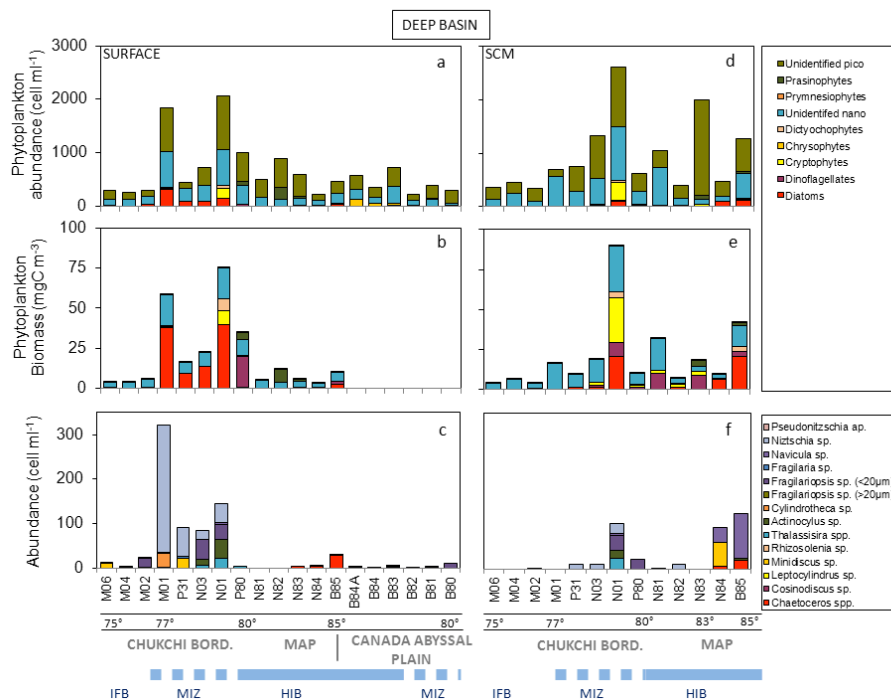 DEEP BASIN
SURFACE
a
Phytoplankton
abundance (cell ml-1)
3000
2000
1000
0
SCM
d
Unidentified pico
Prasinophytes
Prymnesiophytes
Unidentifed nano
Dictyochophytes
Chrysophytes
Cryptophytes
Dinoflagellates
Diatoms
b
Phytoplankton
Biomass (mgC m-3)
100
75
50
25
0
e
c
Abundance (cell ml-1)
300
200
100
0
f
Pseudonitzschia ap.
Niztschia sp.
Navicula sp.
Fragilaria sp.
Fragilariopsis sp. (<20µm
Fragilariopsis sp. (>20µm
Cylindrotheca sp.
Actinocylus sp.
Thalassisira spp.
Rhizosolenia sp.
Minidiscus sp.
Leptocylindrus sp.
Cosinodiscus sp.
Chaetoceros spp.
M06 M04 M02 M01 P31 N03 N01 P80 N81 N82 N83 N84 B85 B84A B84 B83 B82 B81 B80
M06 M04 M02 M01 P31 N03 N01 P80 N81 N82 N83 N84 B85
75° 77° 80° 85° 80°
75° 77° 80° 83° 85°
CHUKCHI BORD. MAP CANADA ABYSSAL
PLAIN
CHUKCHI BORD. MAP
IFB MIZ HIB MIZ
IFB MIZ HIB